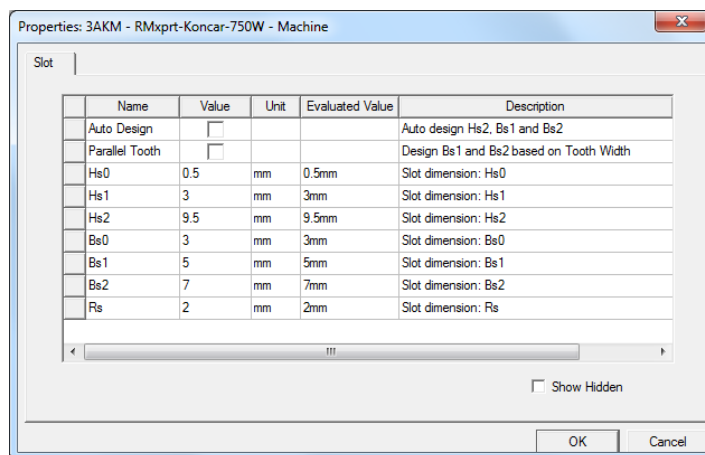 Properties: 3AKM - RMxprt-Koncar-750W - Machine
Slot
Name Value Unit Evaluated Value Description
Auto Design Auto design Hs2, Bs1 and Bs2
Parallel Tooth Design Bs1 and Bs2 based on Tooth Width
Hs0 0.5 mm 0.5mm Slot dimension: Hs0
Hs1 3 mm 3mm Slot dimension: Hs1
Hs2 9.5 mm 9.5mm Slot dimension: Hs2
Bs0 3 mm 3mm Slot dimension: Bs0
Bs1 5 mm 5mm Slot dimension: Bs1
Bs2 7 mm 7mm Slot dimension: Bs2
Rs 2 mm 2mm Slot dimension: Rs
Show Hidden
OK Cancel